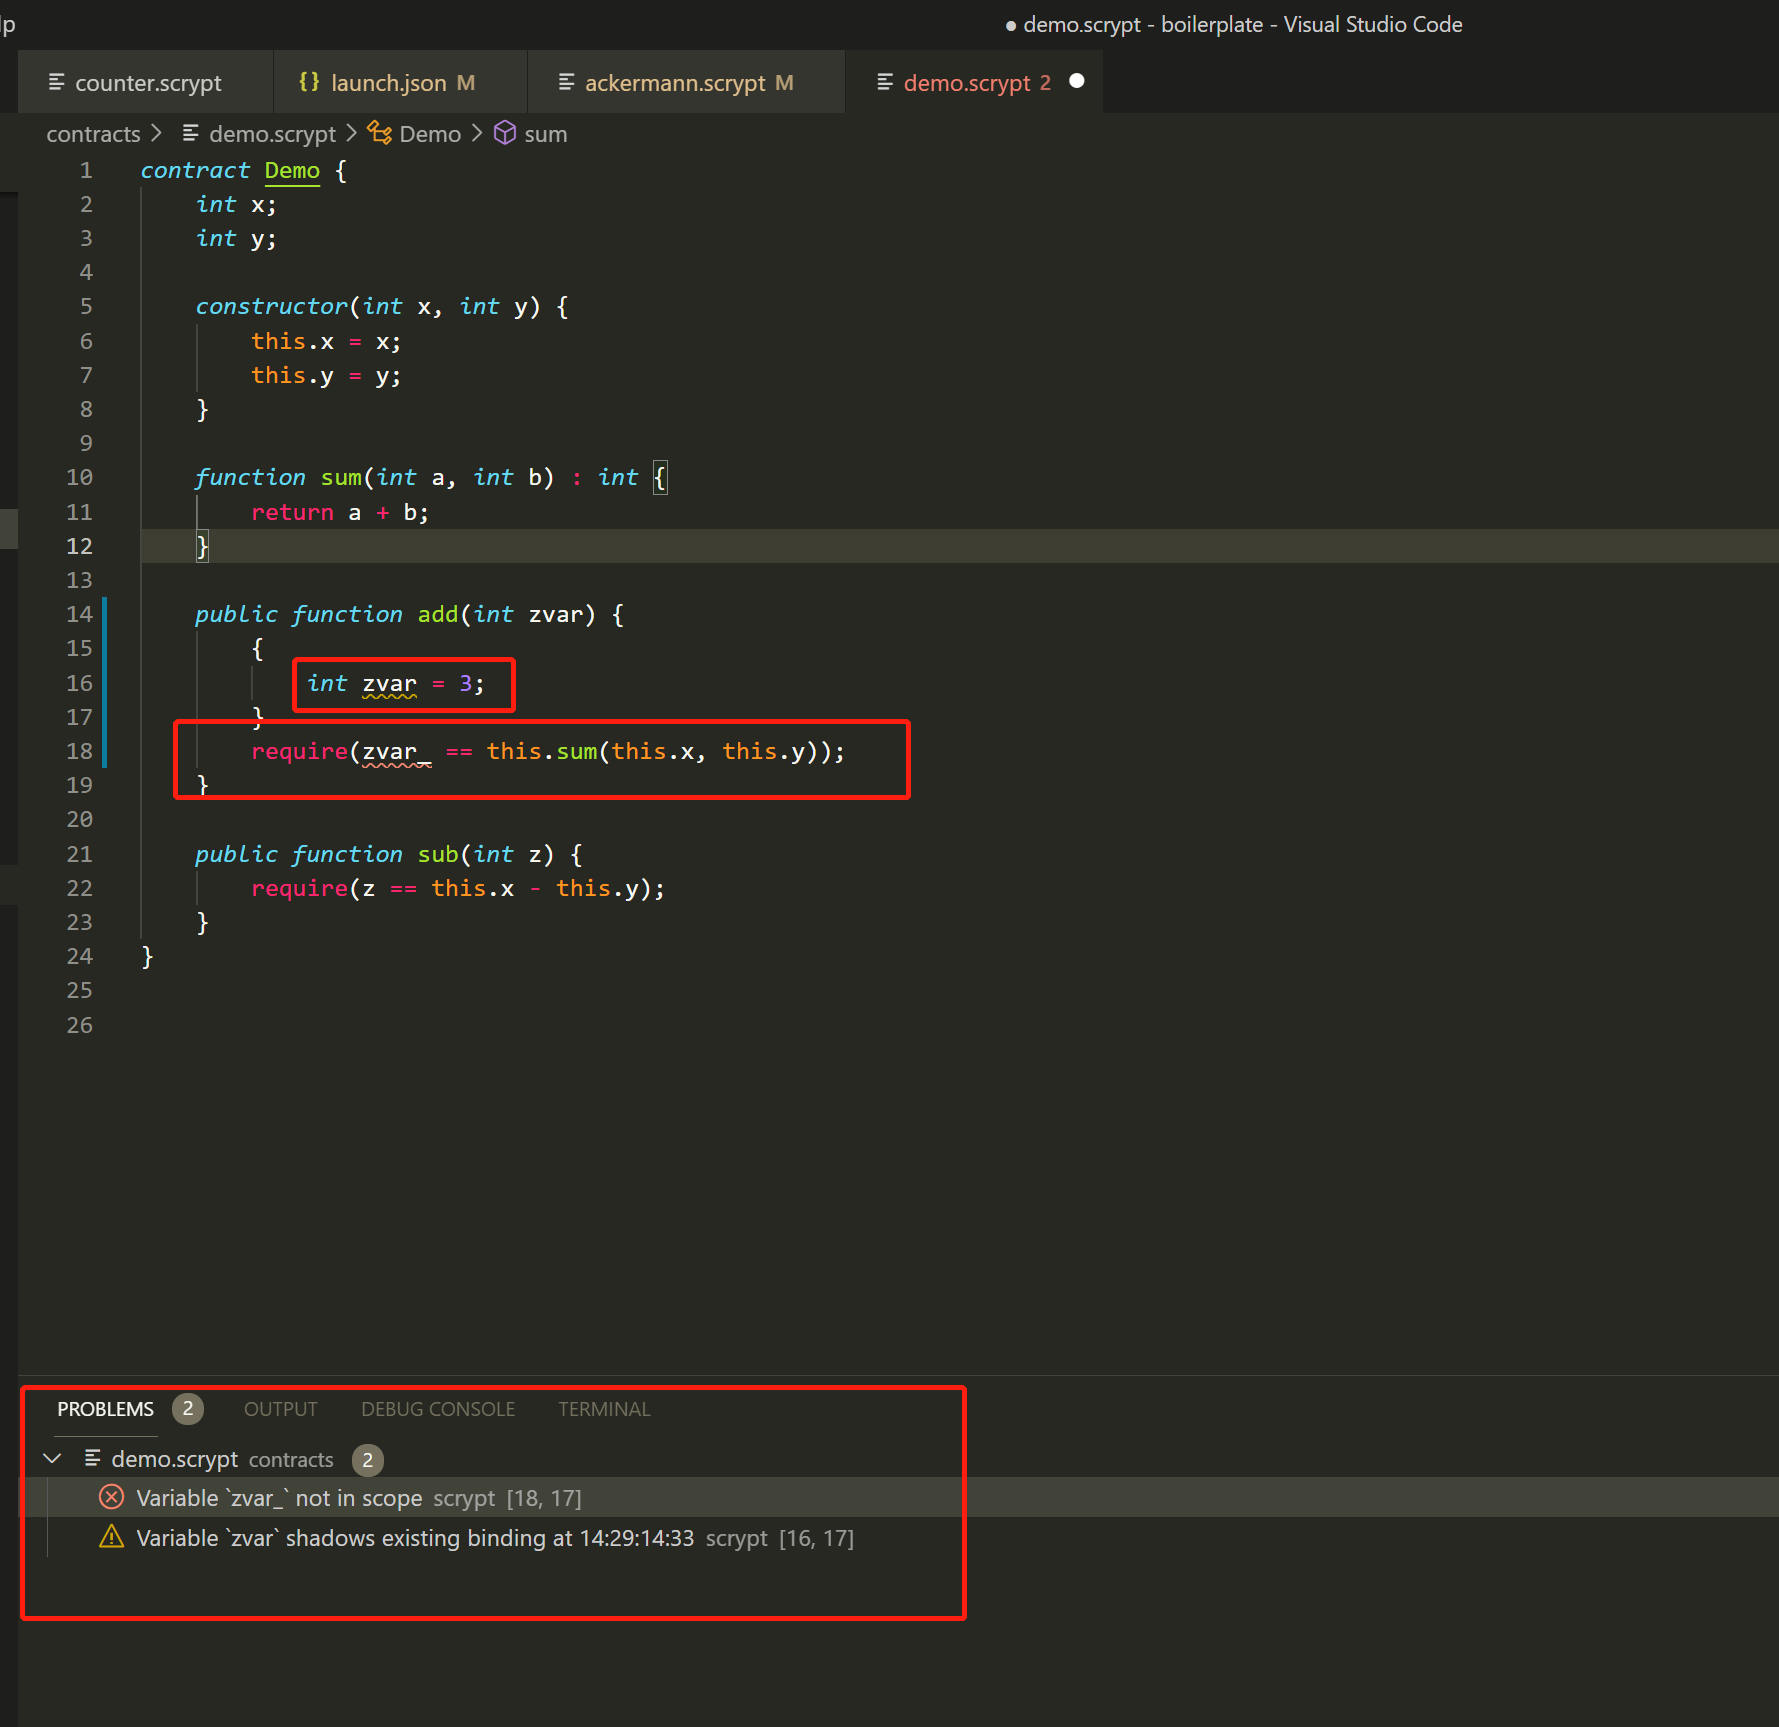 lp
● demo.scrypt - boilerplate - Visual Studio Code
counter.scrypt {} launch.json M ackermann.scrypt M demo.scrypt 2 ●
contracts > demo.scrypt > Demo > sum
1 contract Demo {
2 int x;
3 int y;
4
5 constructor(int x, int y) {
6 this.x = x;
7 this.y = y;
8 }
9
10 function sum(int a, int b) : int {
11 return a + b;
12 }
13
14 public function add(int zvar) {
15 {
16 int zvar = 3;
17 }
18 require(zvar_ == this.sum(this.x, this.y));
19 }
20
21 public function sub(int z) {
22 require(z == this.x - this.y);
23 }
24 }
25
26
PROBLEMS 2 OUTPUT DEBUG CONSOLE TERMINAL
demo.scrypt contracts 2
Variable `zvar_` not in scope scrypt [18, 17]
Variable `zvar` shadows existing binding at 14:29:14:33 scrypt [16, 17]